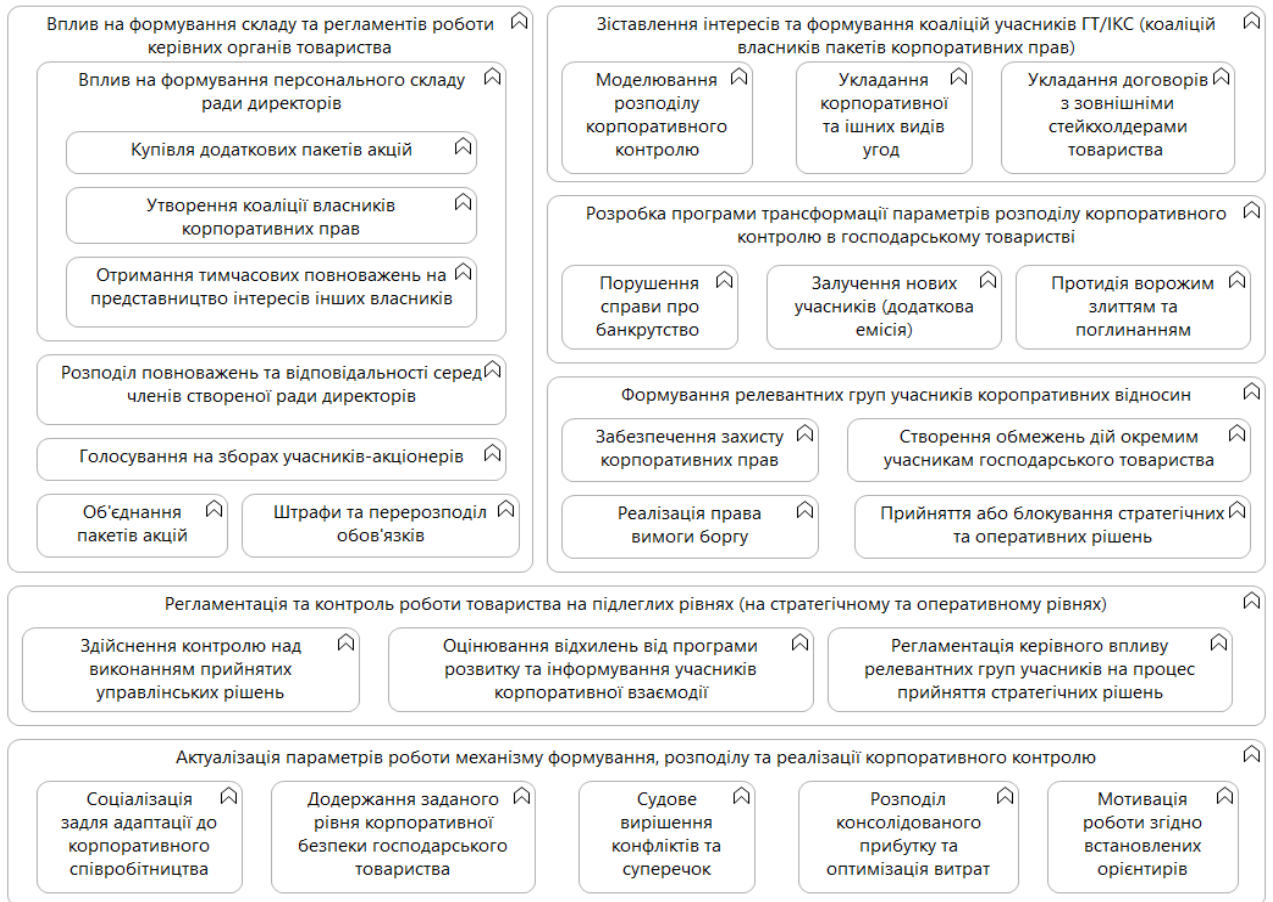 Вплив на формування складу та регламентів роботи
керівних органів товариства
Вплив на формування персонального складу
ради директорів
Купівля додаткових пакетів акцій
Утворення коаліції власників
корпоративних прав
Отримання тимчасових повноважень на
представництво інтересів інших власників
Розподіл повноважень та відповідальності серед
членів створеної ради директорів
Голосування на зборах учасників-акціонерів
Об'єднання
пакетів акцій
Штрафи та перерозподіл
обов'язків
Зіставлення інтересів та формування коаліцій учасників ГТ/ІКС (коаліцій
власників пакетів корпоративних прав)
Моделювання
розподілу
корпоративного
контролю
Укладання
корпоративної
та ішних видів
угод
Укладання договорів
з зовнішніми
стейкхолдерами
товариства
Розробка програми трансформації параметрів розподілу корпоративного
контролю в господарському товаристві
Порушення
справи про
банкрутство
Залучення нових
учасників (додаткова
емісія)
Протидія ворожим
злиттям та
поглинанням
Формування релевантних груп учасників коропративних відносин
Забезпечення захисту
корпоративних прав
Створення обмежень дій окремим
учасникам господарського товариства
Реалізація права
вимоги боргу
Прийняття або блокування стратегічних
та оперативних рішень
Регламентація та контроль роботи товариства на підлеглих рівнях (на стратегічному та оперативному рівнях)
Здійснення контролю над
виконанням прийнятих
управлінських рішень
Оцінювання відхилень від програми
розвитку та інформування учасників
корпоративної взаємодії
Регламентація керівного впливу
релевантних груп учасників на процес
прийняття стратегічних рішень
Актуалізація параметрів роботи механізму формування, розподілу та реалізації корпоративного контролю
Соціалізація
задля адаптації до
корпоративного
співробітництва
Додержання заданого
рівня корпоративної
безпеки господарського
товариства
Судове
вирішення
конфліктів та
суперечок
Розподіл
консолідованого
прибутку та
оптимізація витрат
Мотивація
роботи згідно
встановлених
орієнтирів